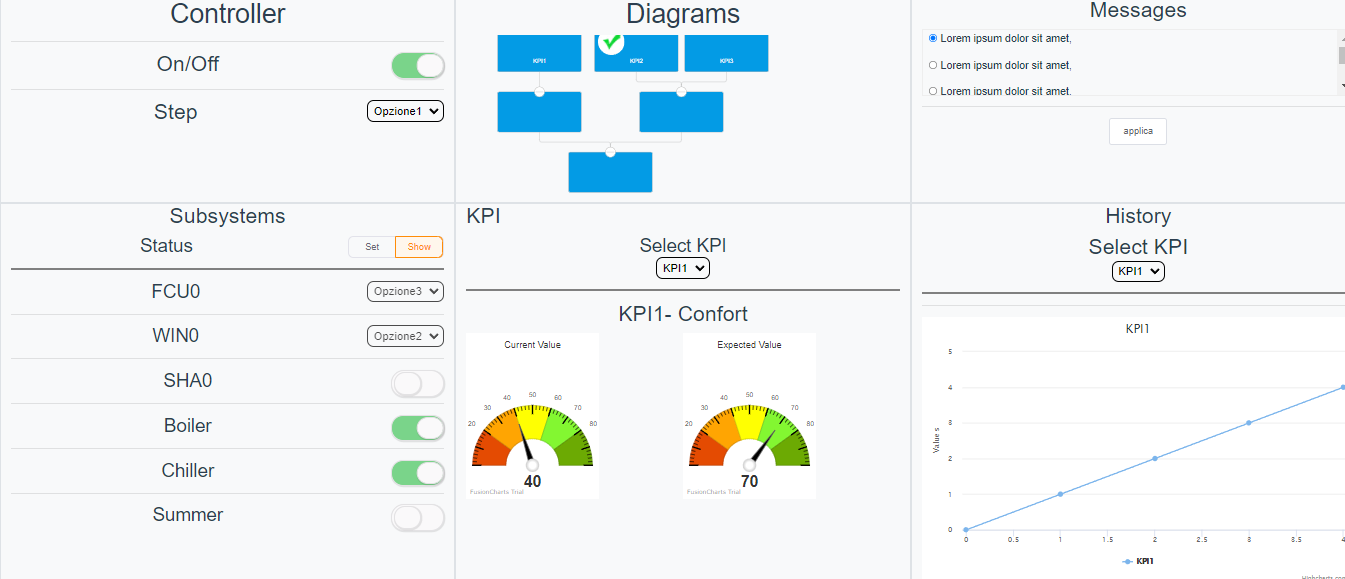 Controller
On/Off
Step
Opzione1
Diagrams
KPI1
KPI2
KPI3
Messages
Lorem ipsum dolor sit amet,
Lorem ipsum dolor sit amet,
Lorem ipsum dolor sit amet,
applica
Subsystems
Status
Set
Show
FCU0
Opzione3
WIN0
Opzione2
SHA0
Boiler
Chiller
Summer
KPI
Select KPI
KPI1
KPI1- Confort
Current Value
20 30 40 50 60 70 80
40
FusionCharts Trial
Expected Value
20 30 40 50 60 70 80
70
FusionCharts Trial
History
Select KPI
KPI1
KPI1
Values
5
4
3
2
1
0
0 0.5 1 1.5 2 2.5 3 3.5 4
KPI1
Highcharts.com